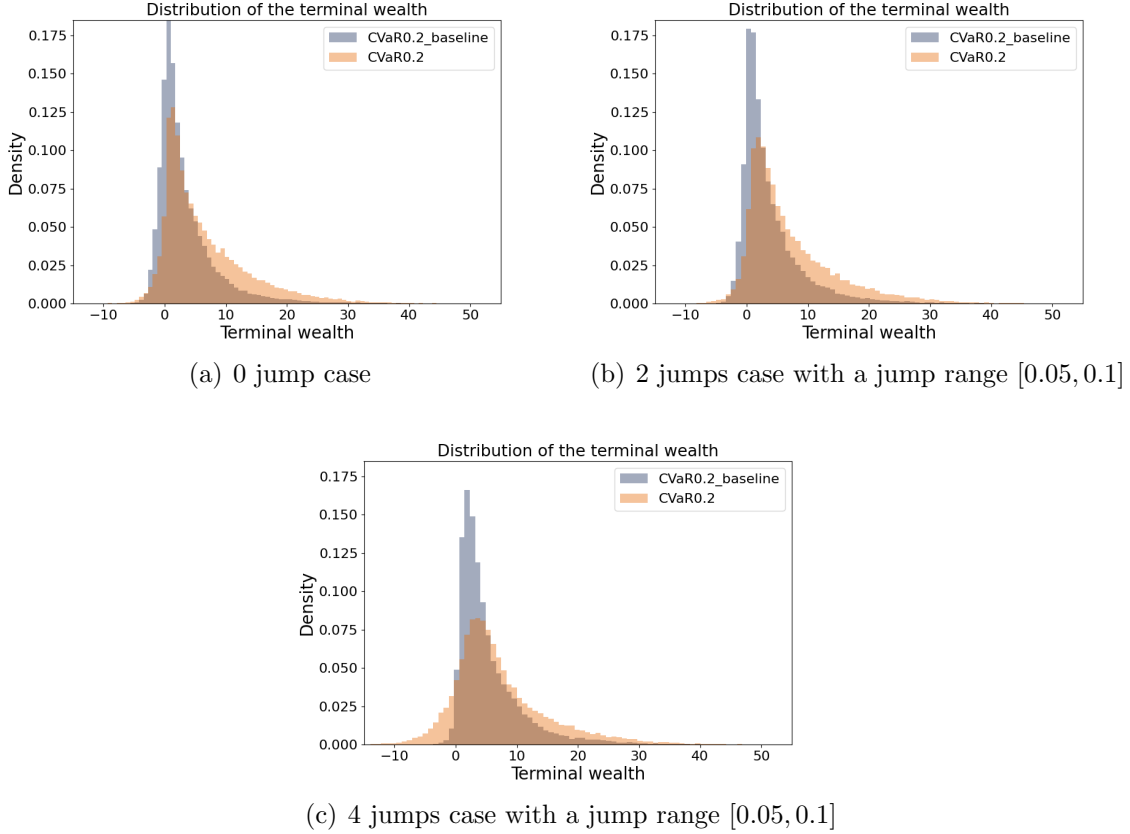 Distribution of the terminal wealth
0.175
0.150
0.125
0.100
0.075
0.050
0.025
0.000
Density
CVaR0.2_baseline
CVaR0.2
−10 0 10 20 30 40 50
Terminal wealth
(a) 0 jump case
Distribution of the terminal wealth
0.175
0.150
0.125
0.100
0.075
0.050
0.025
0.000
Density
CVaR0.2_baseline
CVaR0.2
−10 0 10 20 30 40 50
Terminal wealth
(b) 2 jumps case with a jump range [0.05, 0.1]
Distribution of the terminal wealth
0.175
0.150
0.125
0.100
0.075
0.050
0.025
0.000
Density
CVaR0.2_baseline
CVaR0.2
−10 0 10 20 30 40 50
Terminal wealth
(c) 4 jumps case with a jump range [0.05, 0.1]